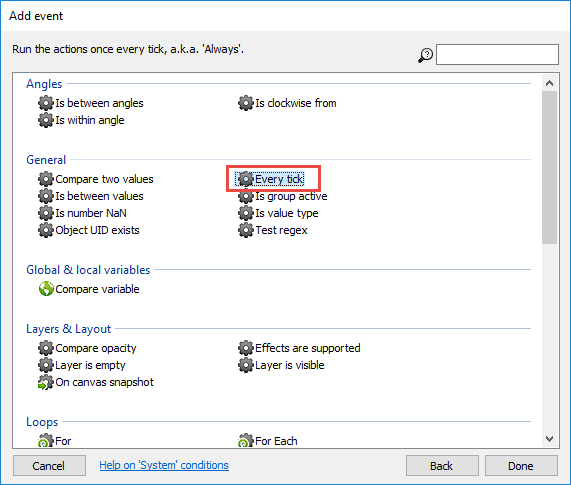 Add event
Run the actions once every tick, a.k.a. 'Always'.
Angles
Is between angles
Is clockwise from
Is within angle
General
Compare two values
Every tick
Is between values
Is group active
Is number NaN
Is value type
Object UID exists
Test regex
Global & local variables
Compare variable
Layers & Layout
Compare opacity
Effects are supported
Layer is empty
Layer is visible
On canvas snapshot
Loops
For
For Each
Cancel
Help on 'System' conditions
Back
Done